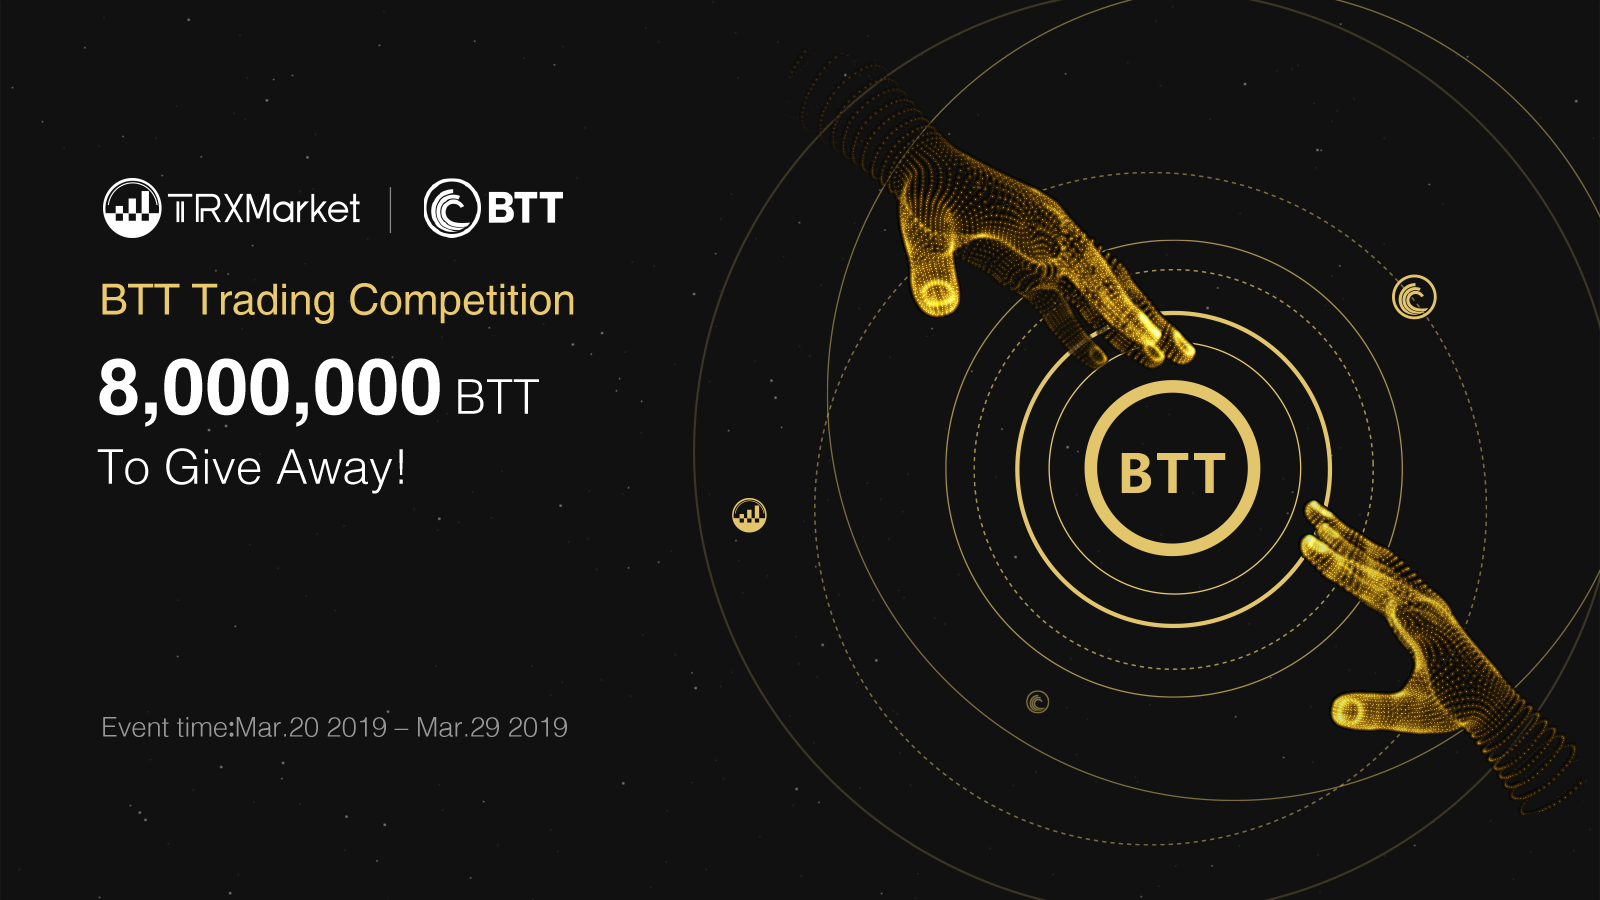 TRXMarket | BTT
BTT Trading Competition
8,000,000 BTT
To Give Away!
Event time:Mar.20 2019 – Mar.29 2019
BTT